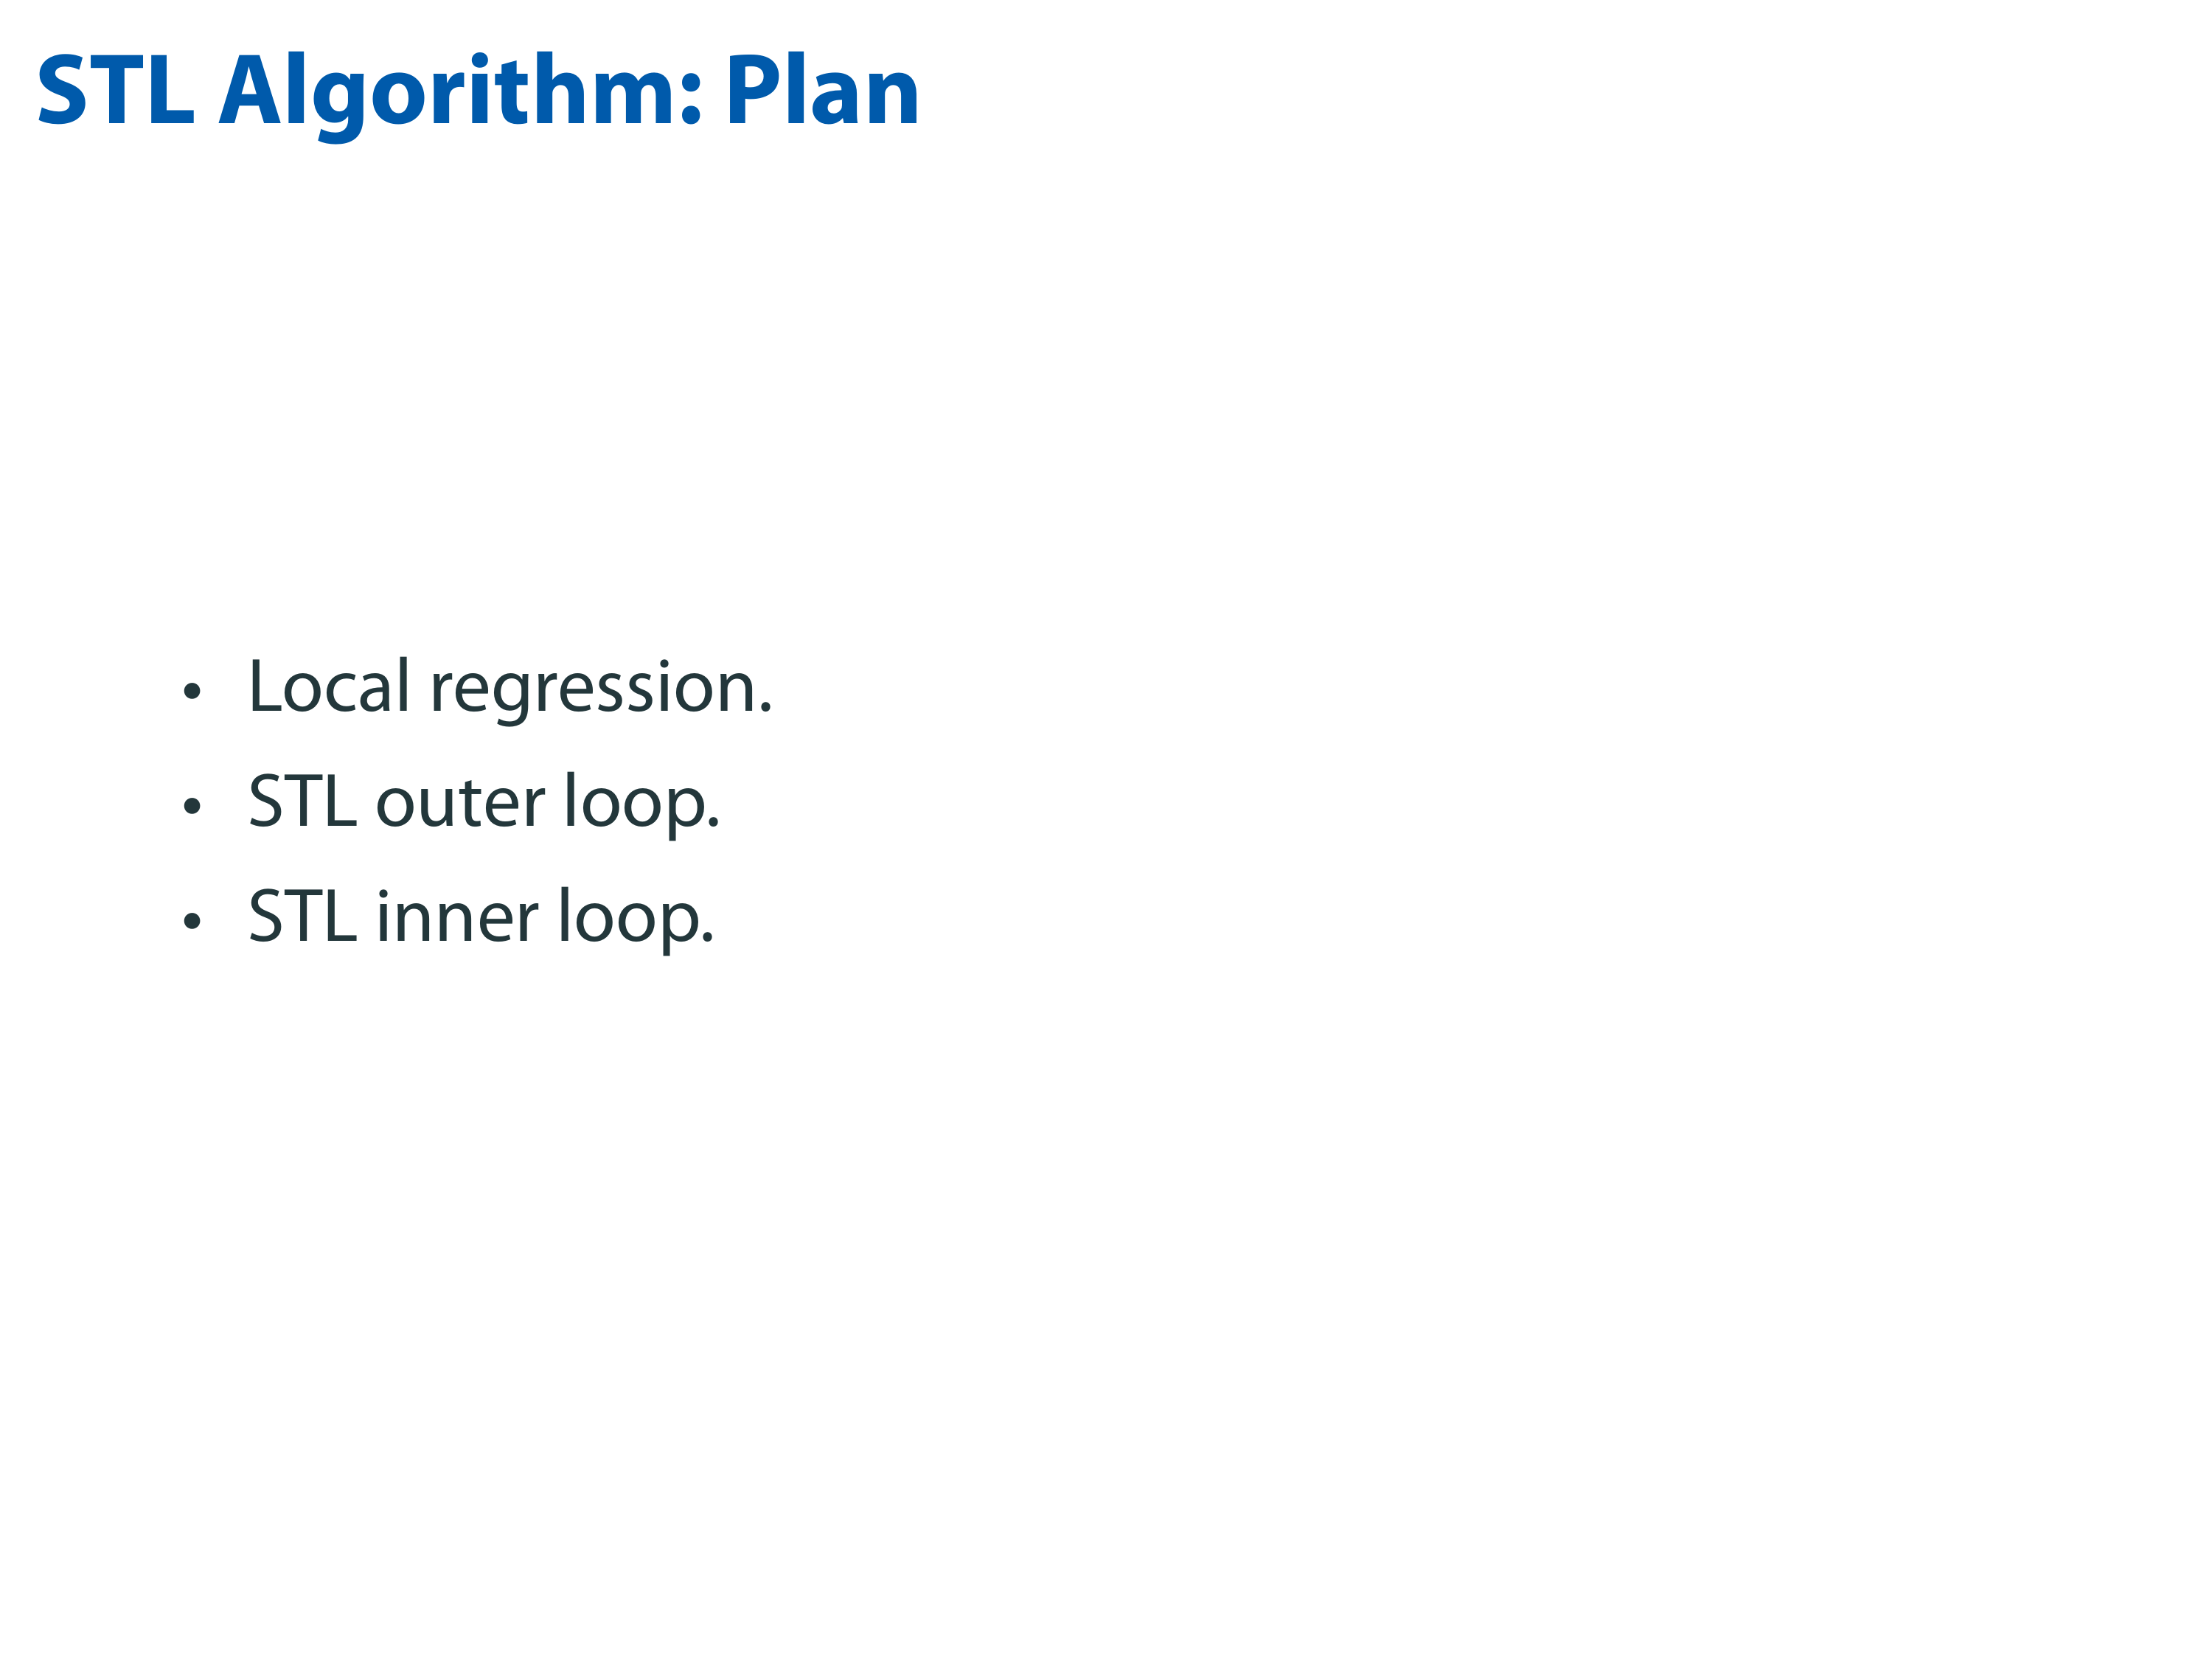 STL Algorithm: Plan
• Local regression.
• STL outer loop.
• STL inner loop.